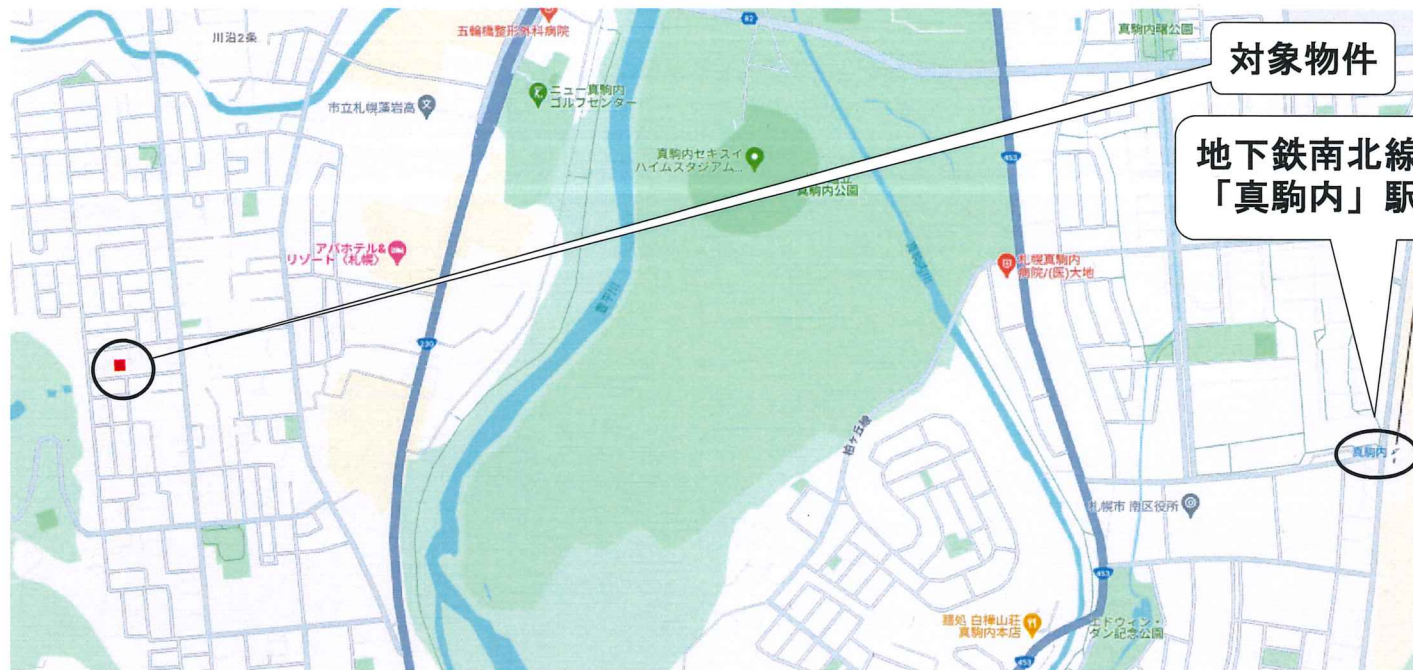 五輪橋整形外科病院
82
真駒内曙公園
川沿2条
対象物件
ニュー真駒内
ゴルフセンター
市立札幌藻岩高
真駒内セキスイ
ハイムスタジアム...
真駒内公園
453
地下鉄南北線
「真駒内」駅
アパホテル&
リゾート〈札幌〉
豊平川
真駒内川
札幌真駒内
病院/(医)大地
230
柏ヶ丘線
真駒内
札幌市 南区役所
453
麺処 白樺山荘
真駒内本店
エドウィン・
ダン記念公園
453